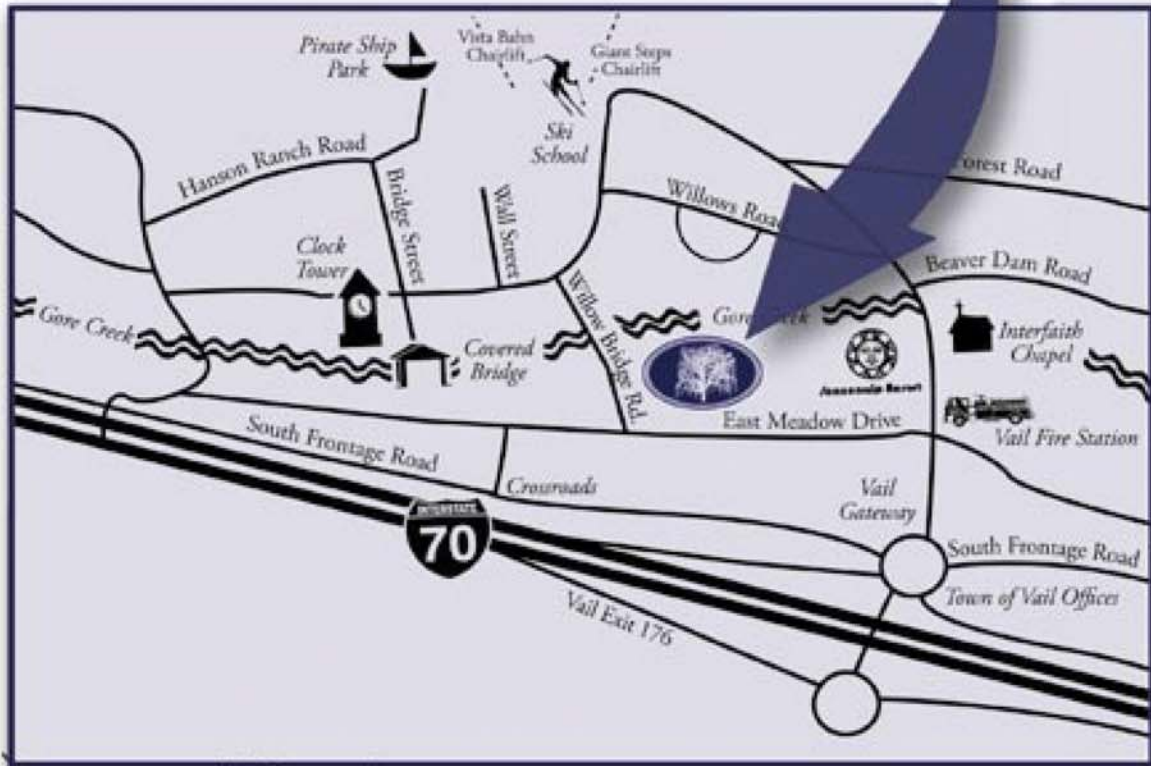 Pirate Ship
Park
Vista Bahn
Chairlift
Giant Steps
Chairlift
Ski
School
Hanson Ranch Road
Bridge Street
Wall Street
Willows Road
Forest Road
Clock
Tower
Beaver Dam Road
Gore Creek
Covered
Bridge
Willow Bridge Rd.
Gore Creek
Interfaith
Chapel
East Meadow Drive
Vail Fire Station
South Frontage Road
Crossroads
Vail
Gateway
INTERSTATE
70
South Frontage Road
Town of Vail Offices
Vail Exit 176